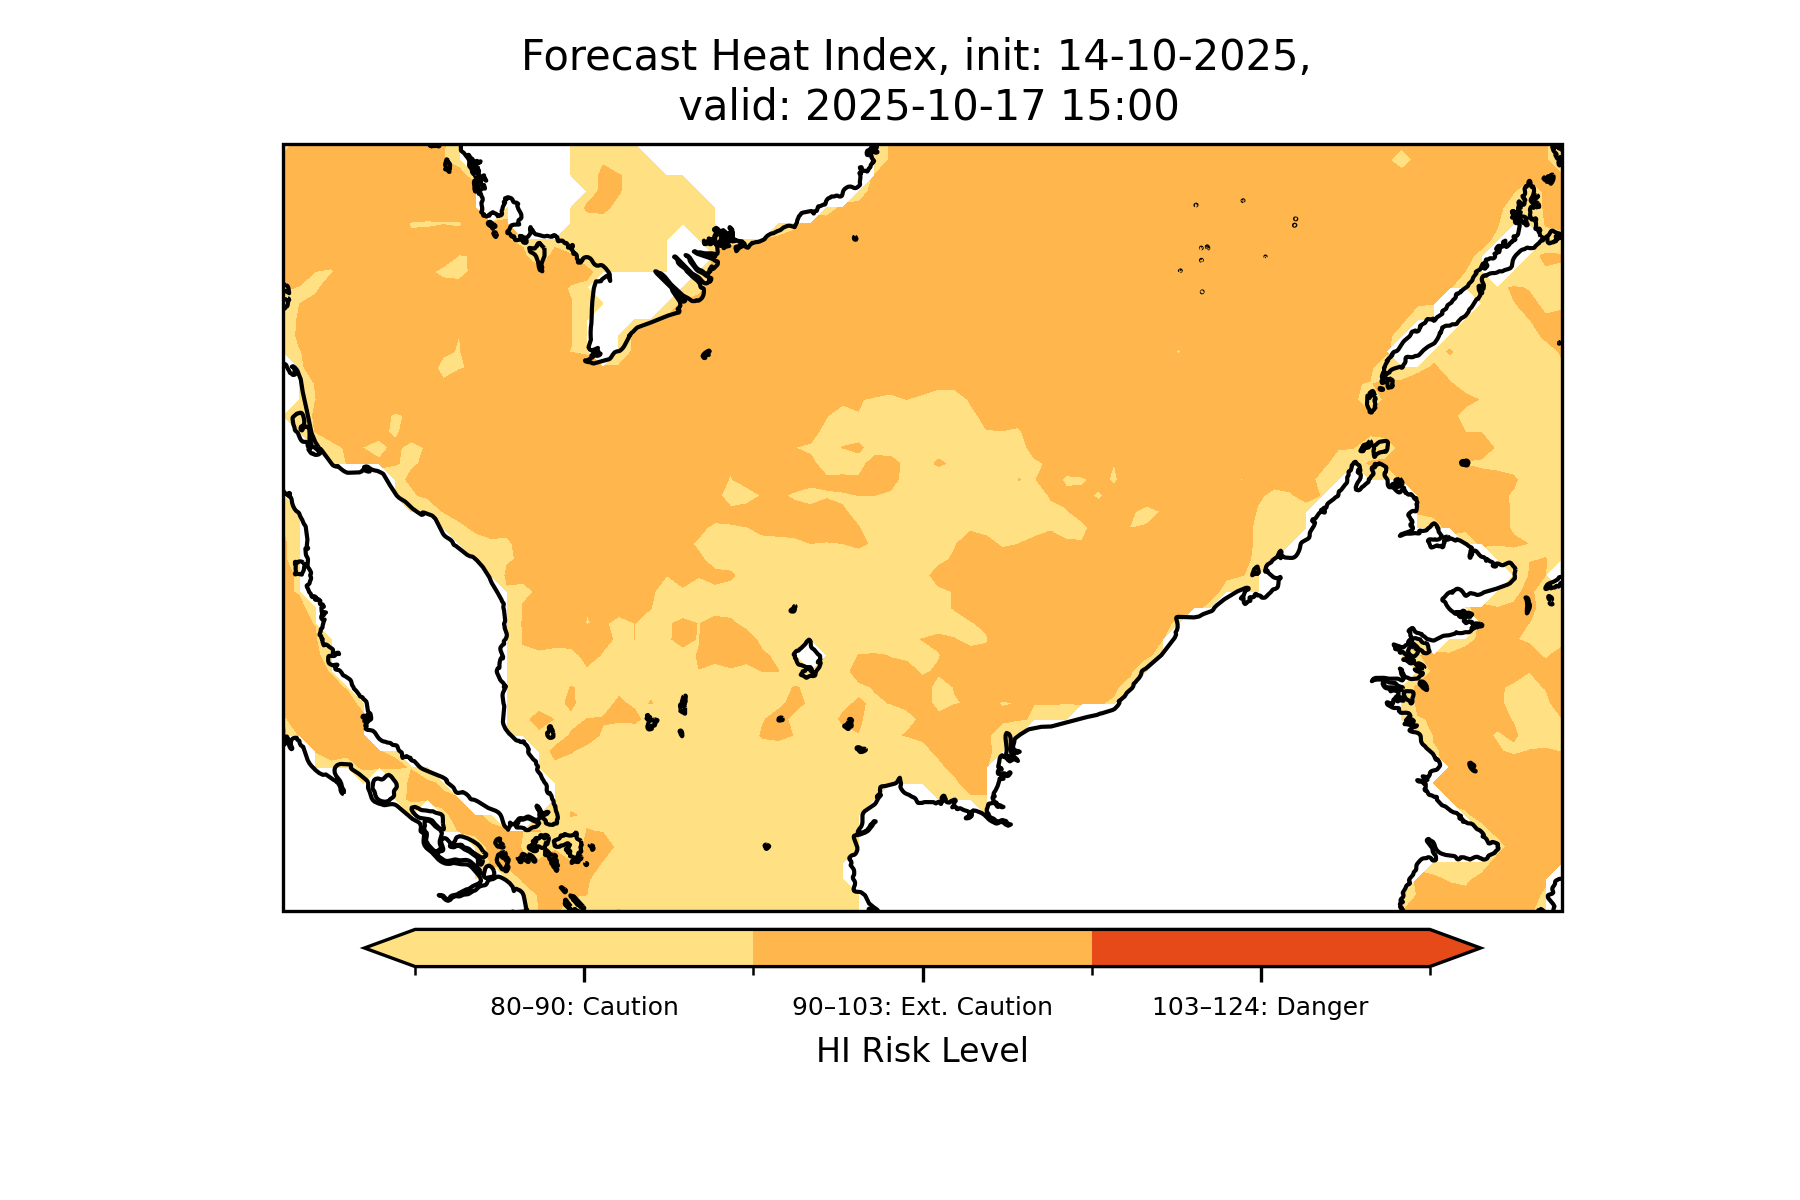 Forecast Heat Index, init: 14-10-2025,
valid: 2025-10-17 15:00
80–90: Caution
90–103: Ext. Caution
103–124: Danger
HI Risk Level